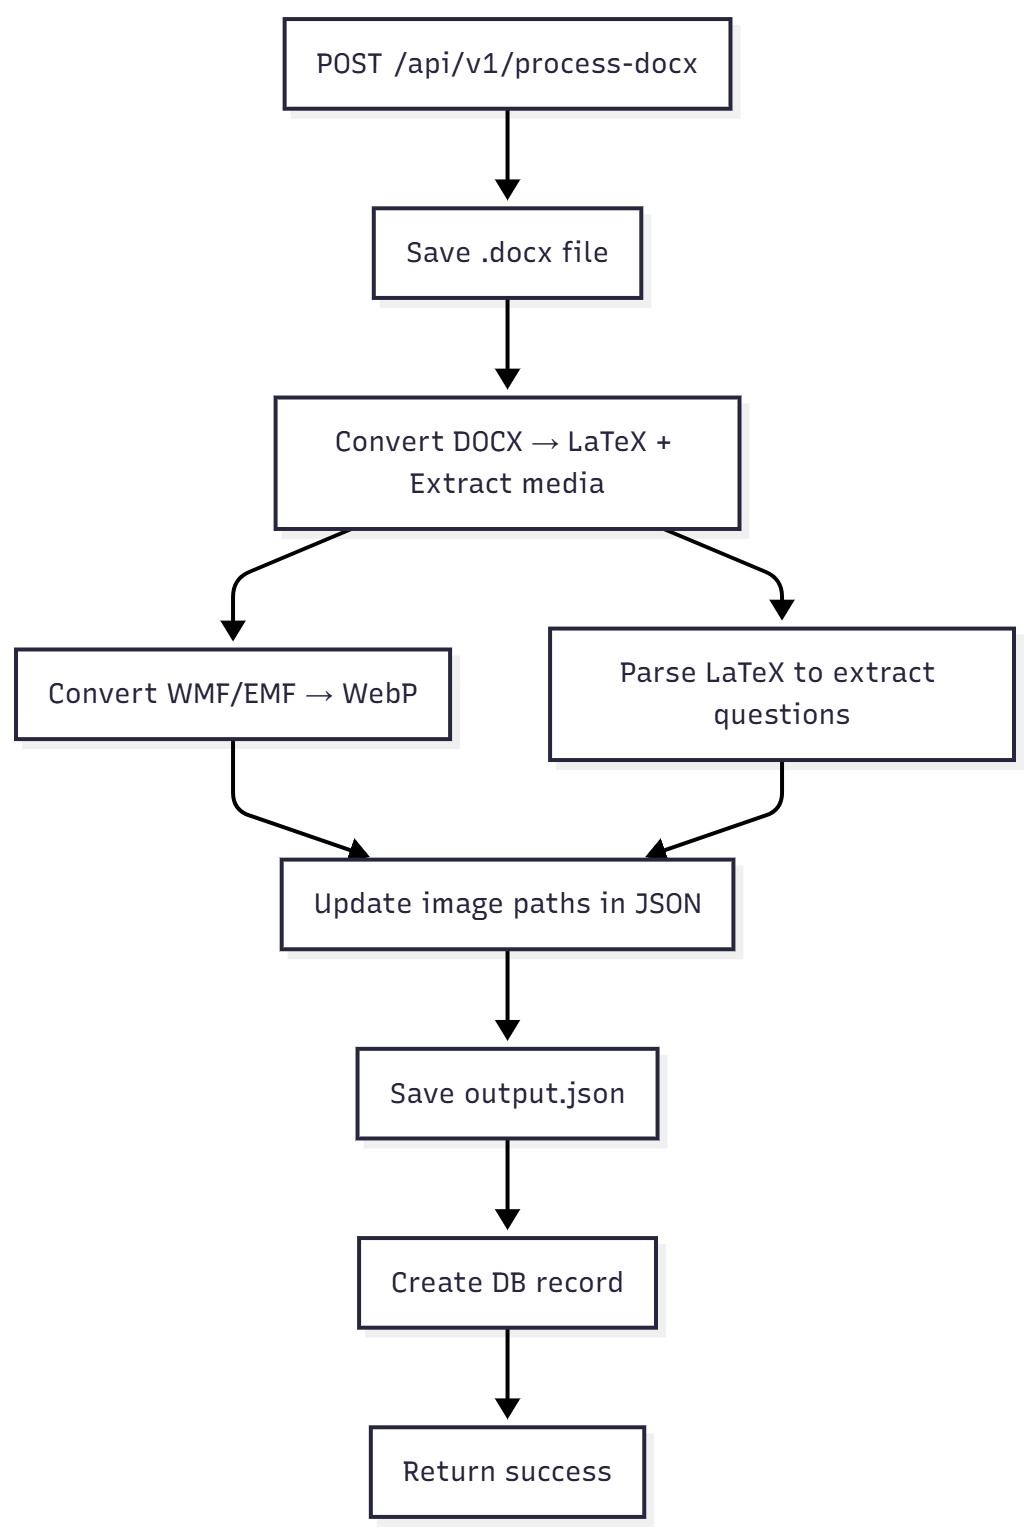 POST /api/v1/process-docx
Save .docx file
Convert DOCX → LaTeX +
Extract media
Convert WMF/EMF → WebP
Parse LaTeX to extract
questions
Update image paths in JSON
Save output.json
Create DB record
Return success